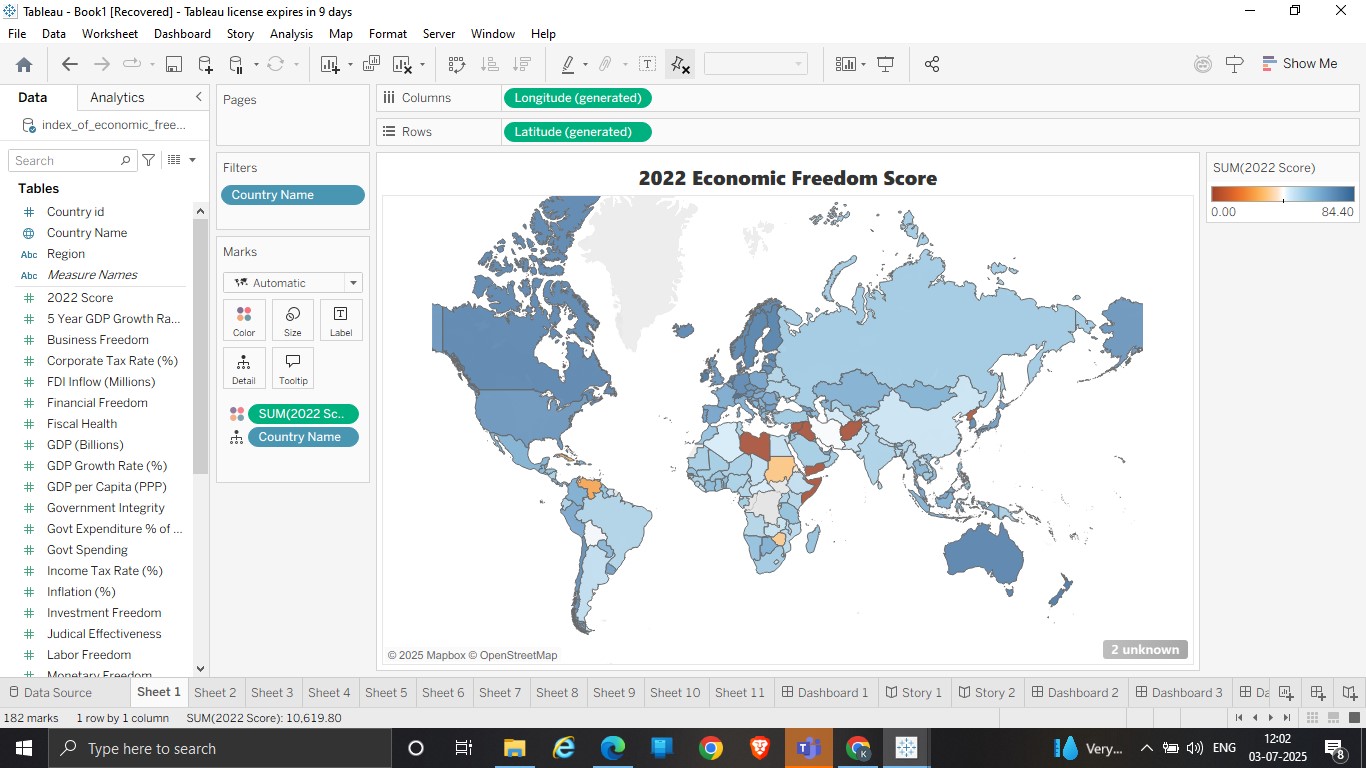 Tableau - Book1 [Recovered] - Tableau license expires in 9 days
File Data Worksheet Dashboard Story Analysis Map Format Server Window Help
Show Me
Data Analytics
index_of_economic_free...
Search
Tables
Country id
Country Name
Abc Region
Abc Measure Names
2022 Score
5 Year GDP Growth Ra...
Business Freedom
Corporate Tax Rate (%)
FDI Inflow (Millions)
Financial Freedom
Fiscal Health
GDP (Billions)
GDP Growth Rate (%)
GDP per Capita (PPP)
Government Integrity
Govt Expenditure % of ...
Govt Spending
Income Tax Rate (%)
Inflation (%)
Investment Freedom
Judical Effectiveness
Labor Freedom
Monetary Freedom
Pages
Filters
Country Name
Marks
Automatic
Color Size Label
Detail Tooltip
SUM(2022 Sc..
Country Name
Columns Longitude (generated)
Rows Latitude (generated)
2022 Economic Freedom Score
© 2025 Mapbox © OpenStreetMap
2 unknown
SUM(2022 Score)
0.00 84.40
Data Source Sheet 1 Sheet 2 Sheet 3 Sheet 4 Sheet 5 Sheet 6 Sheet 7 Sheet 8 Sheet 9 Sheet 10 Sheet 11 Dashboard 1 Story 1 Story 2 Dashboard 2 Dashboard 3 Da
182 marks 1 row by 1 column SUM(2022 Score): 10,619.80
Type here to search
Very...
ENG
12:02
03-07-2025
8